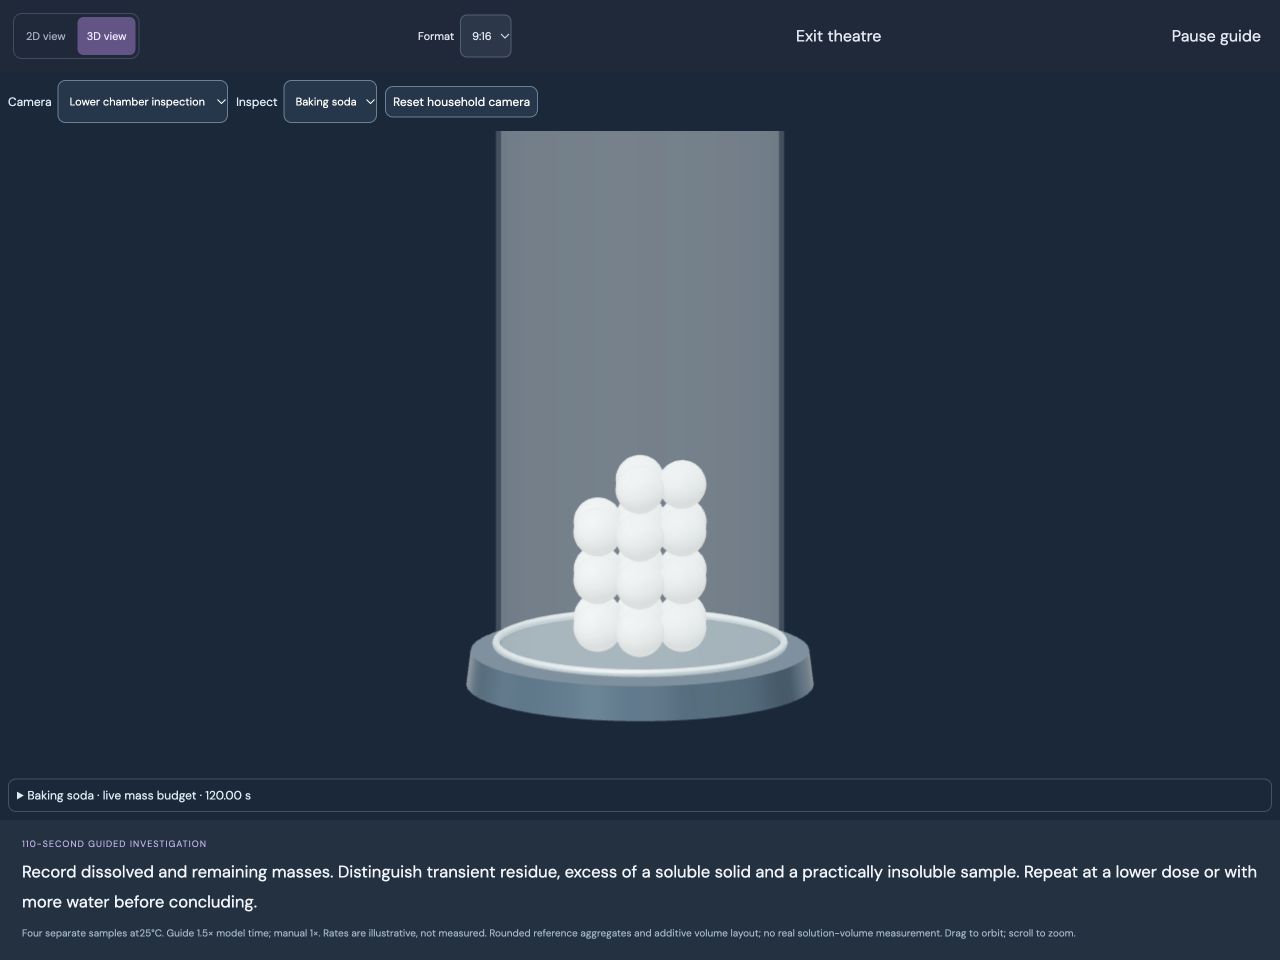 2D view
3D view
Format
9:16
Exit theatre
Pause guide
Camera
Lower chamber inspection
Inspect
Baking soda
Reset household camera
Baking soda · live mass budget · 120.00 s
110-SECOND GUIDED INVESTIGATION
Record dissolved and remaining masses. Distinguish transient residue, excess of a soluble solid and a practically insoluble sample. Repeat at a lower dose or with
more water before concluding.
Four separate samples at25°C. Guide 1.5× model time; manual 1×. Rates are illustrative, not measured. Rounded reference aggregates and additive volume layout; no real solution-volume measurement. Drag to orbit; scroll to zoom.